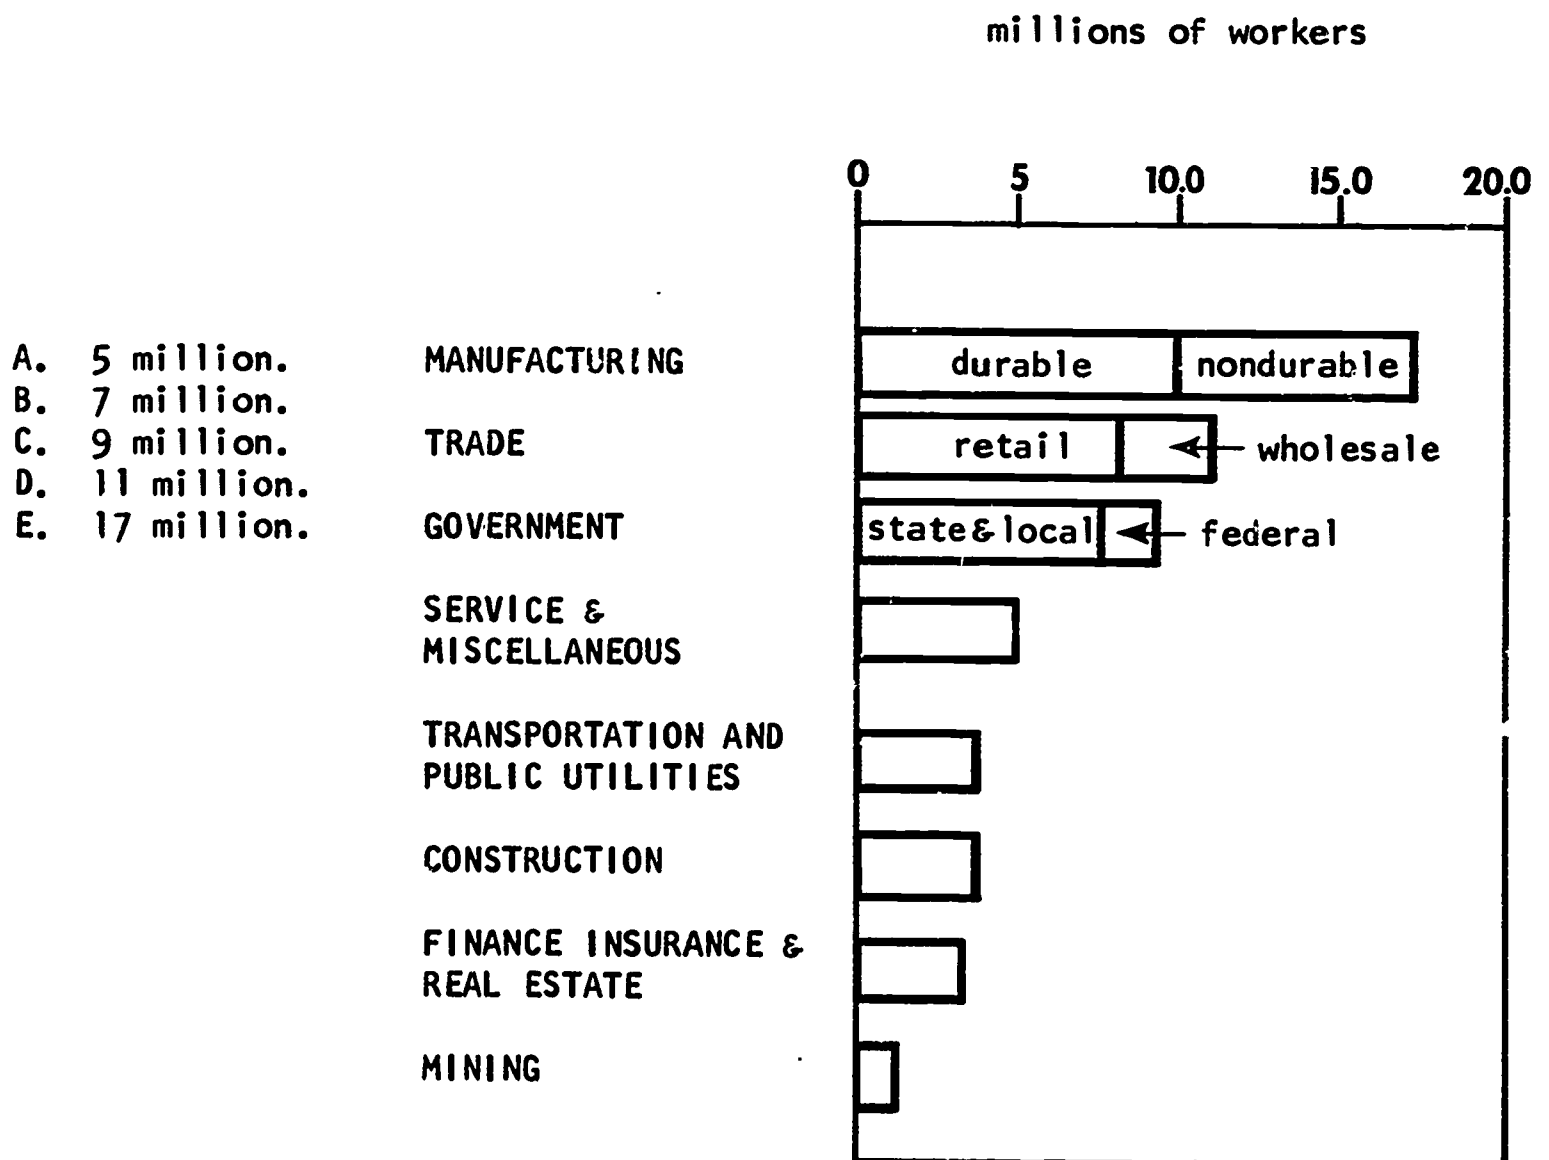 millions of workers
0 5 10.0 15.0 20.0
A. 5 million.
B. 7 million.
C. 9 million.
D. 11 million.
E. 17 million.
MANUFACTURING
durable nondurable
TRADE
retail wholesale
GOVERNMENT
state & local federal
SERVICE &
MISCELLANEOUS
TRANSPORTATION AND
PUBLIC UTILITIES
CONSTRUCTION
FINANCE INSURANCE &
REAL ESTATE
MINING